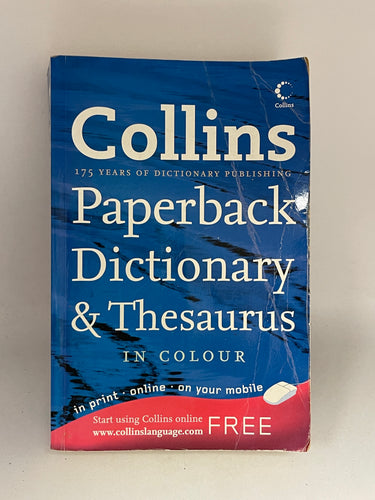 Collins
Collins
175 YEARS OF DICTIONARY PUBLISHING
Paperback
Dictionary
& Thesaurus
IN COLOUR
in print · online · on your mobile
Start using Collins online
www.collinslanguage.com FREE